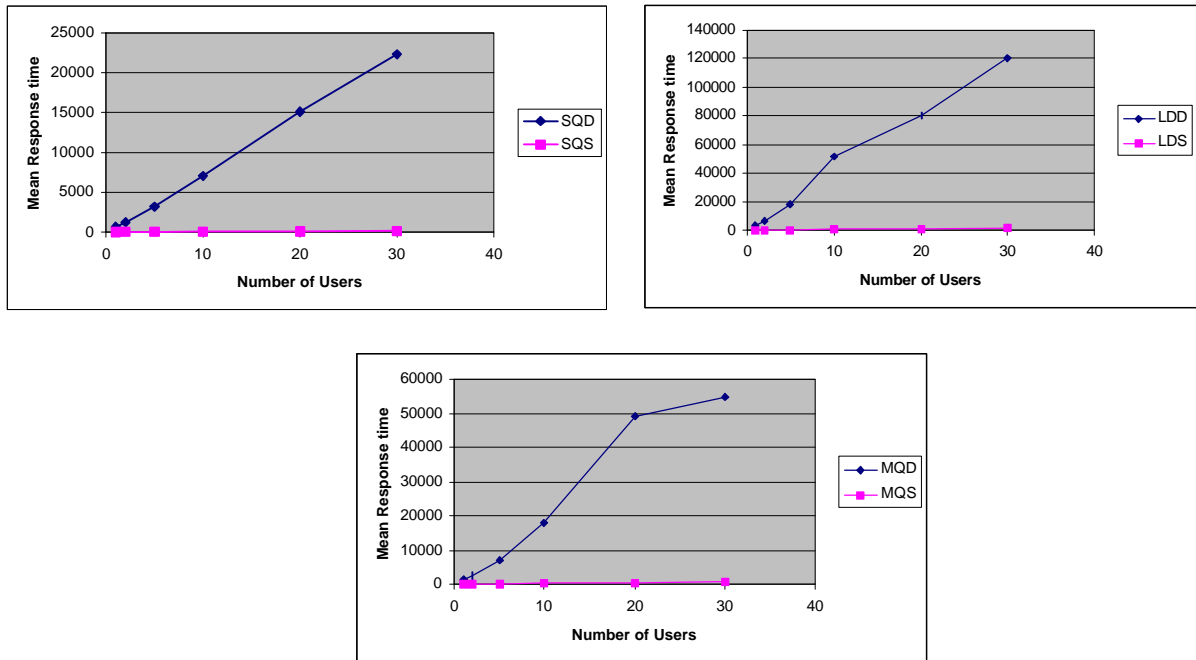 25000
20000
15000
10000
5000
0
Mean Response time
0 10 20 30 40
Number of Users
SQD
SQS
140000
120000
100000
80000
60000
40000
20000
0
Mean Response time
0 10 20 30 40
Number of Users
LDD
LDS
60000
50000
40000
30000
20000
10000
0
Mean Response time
0 10 20 30 40
Number of Users
MQD
MQS